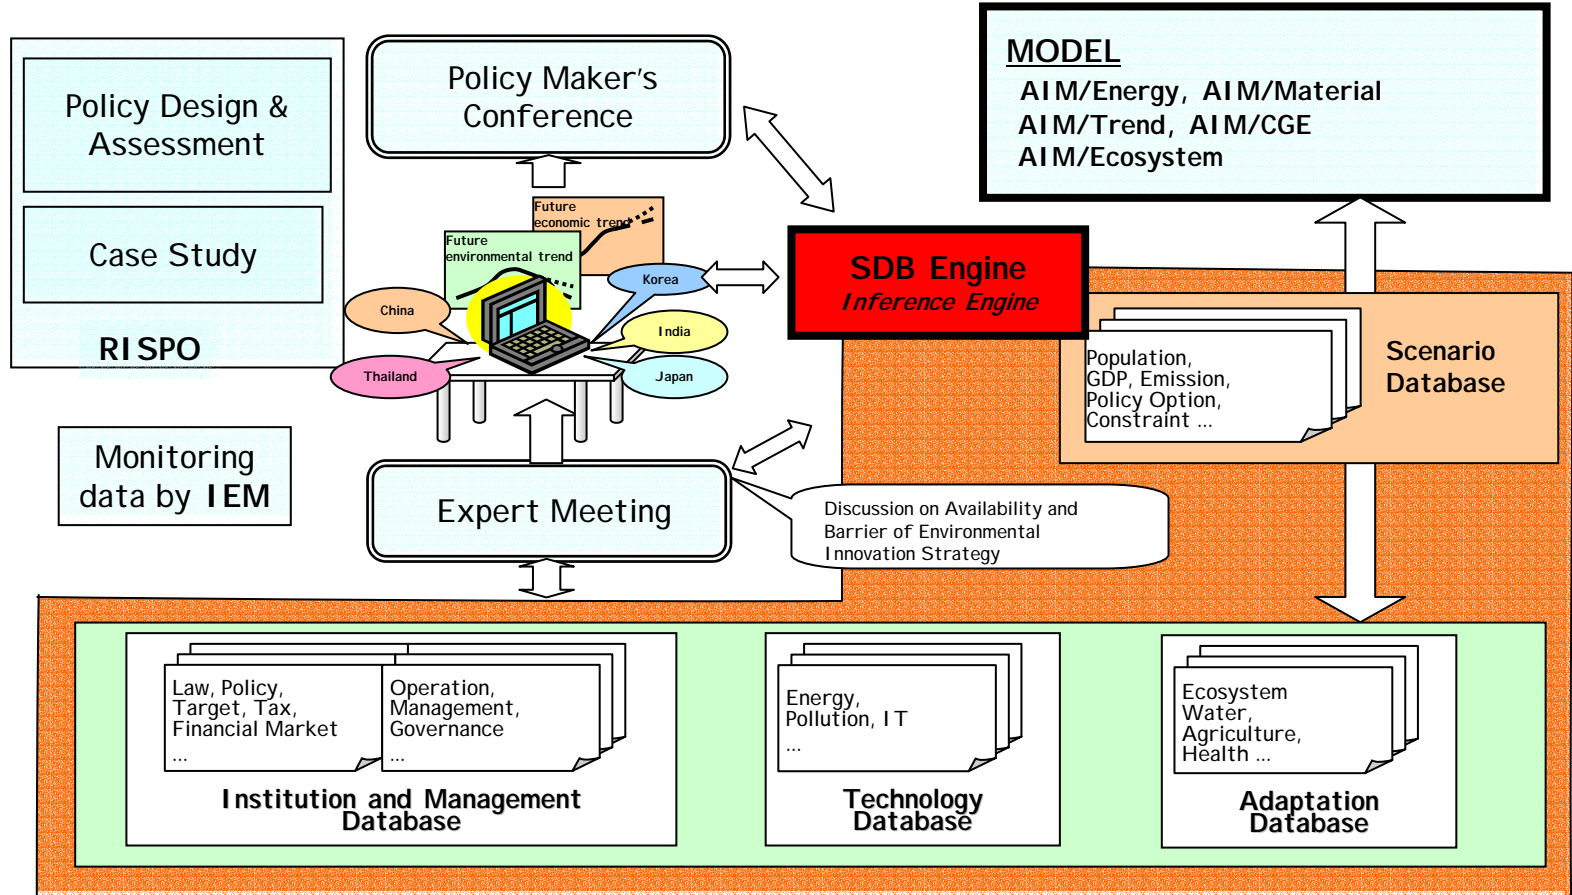 Policy Design &
Assessment
Case Study
RISPO
Monitoring
data by IEM
Policy Maker's
Conference
Future
economic trend
Future
environmental trend
China
Korea
India
Thailand
Japan
Expert Meeting
Discussion on Availability and
Barrier of Environmental
Innovation Strategy
MODEL
AIM/Energy, AIM/Material
AIM/Trend, AIM/CGE
AIM/Ecosystem
SDB Engine
Inference Engine
Population,
GDP, Emission,
Policy Option,
Constraint ...
Scenario
Database
Law, Policy,
Target, Tax,
Financial Market
...
Operation,
Management,
Governance
...
Institution and Management
Database
Energy,
Pollution, IT
...
Technology
Database
Ecosystem
Water,
Agriculture,
Health ...
Adaptation
Database